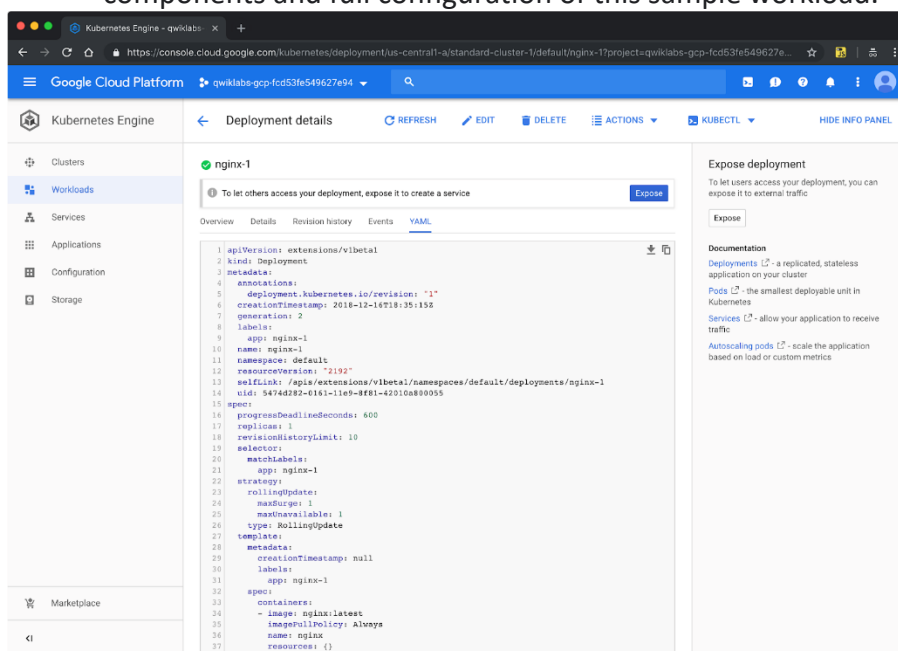 components and full configuration of this sample workload.
Kubernetes Engine - qwiklabs-
https://console.cloud.google.com/kubernetes/deployment/us-central1-a/standard-cluster-1/default/nginx-1?project=qwiklabs-gcp-fcd53fe549627e...
Google Cloud Platform
qwiklabs-gcp-fcd53fe549627e94
Kubernetes Engine
Deployment details
REFRESH
EDIT
DELETE
ACTIONS
KUBECTL
HIDE INFO PANEL
Clusters
Workloads
Services
Applications
Configuration
Storage
Marketplace
nginx-1
To let others access your deployment, expose it to create a service
Expose
Overview Details Revision history Events YAML
1 apiVersion: extensions/v1beta1
2 kind: Deployment
3 metadata:
4 annotations:
5 deployment.kubernetes.io/revision: "1"
6 creationTimestamp: 2018-12-16T18:35:15Z
7 generation: 2
8 labels:
9 app: nginx-1
10 name: nginx-1
11 namespace: default
12 resourceVersion: "2192"
13 selfLink: /apis/extensions/v1beta1/namespaces/default/deployments/nginx-1
14 uid: 5474d282-0161-11e9-8f81-42010a800055
15 spec:
16 progressDeadlineSeconds: 600
17 replicas: 1
18 revisionHistoryLimit: 10
19 selector:
20 matchLabels:
21 app: nginx-1
22 strategy:
23 rollingUpdate:
24 maxSurge: 1
25 maxUnavailable: 1
26 type: RollingUpdate
27 template:
28 metadata:
29 creationTimestamp: null
30 labels:
31 app: nginx-1
32 spec:
33 containers:
34 - image: nginx:latest
35 imagePullPolicy: Always
36 name: nginx
37 resources: {}
Expose deployment
To let users access your deployment, you can
expose it to external traffic
Expose
Documentation
Deployments - a replicated, stateless
application on your cluster
Pods - the smallest deployable unit in
Kubernetes
Services - allow your application to receive
traffic
Autoscaling pods - scale the application
based on load or custom metrics